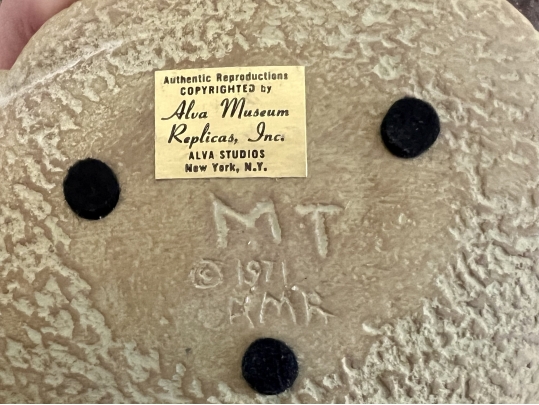 Authentic Reproductions
COPYRIGHTED by
Alva Museum
Replicas, Inc.
ALVA STUDIOS
New York, N.Y.
MT
© 1971
AMR